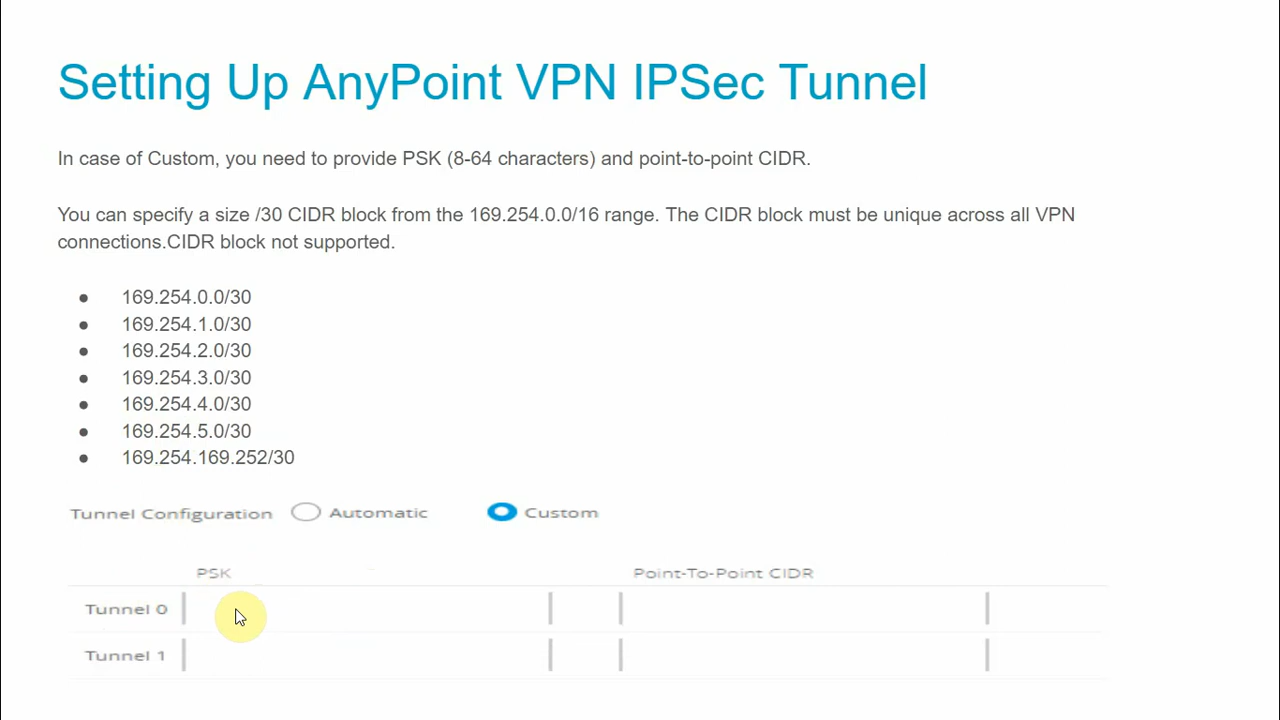 Setting Up AnyPoint VPN IPSec Tunnel
In case of Custom, you need to provide PSK (8-64 characters) and point-to-point CIDR.
You can specify a size /30 CIDR block from the 169.254.0.0/16 range. The CIDR block must be unique across all VPN
connections.CIDR block not supported.
● 169.254.0.0/30
● 169.254.1.0/30
● 169.254.2.0/30
● 169.254.3.0/30
● 169.254.4.0/30
● 169.254.5.0/30
● 169.254.169.252/30
Tunnel Configuration Automatic Custom
PSK Point-To-Point CIDR
Tunnel 0
Tunnel 1